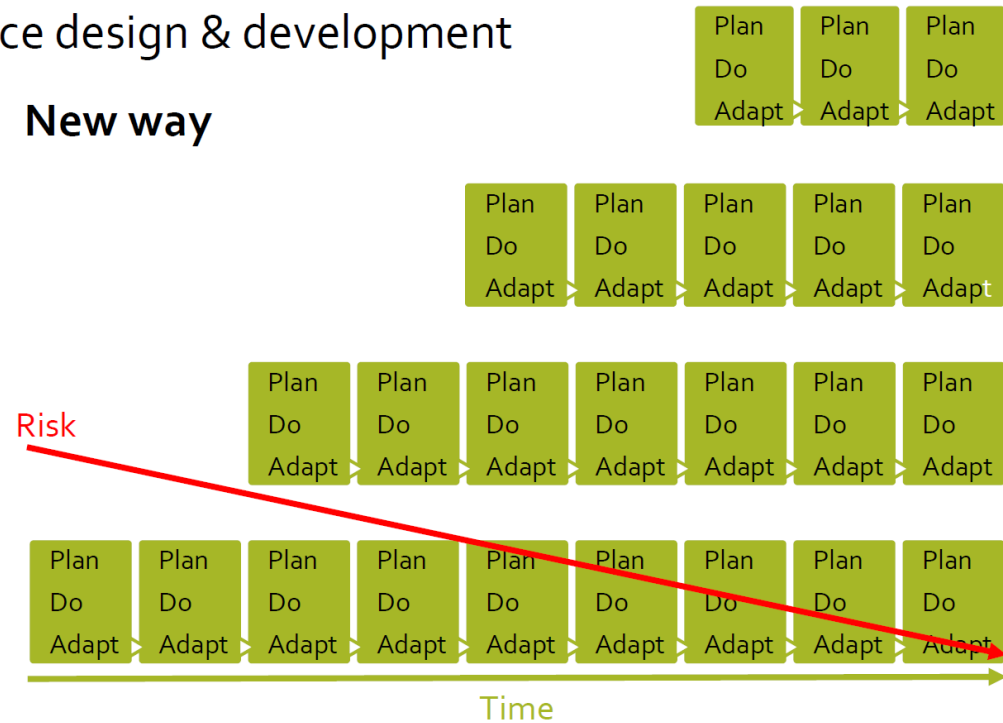 ce design & development
New way
Plan Plan Plan
Do Do Do
Adapt Adapt Adapt
Plan Plan Plan Plan Plan
Do Do Do Do Do
Adapt Adapt Adapt Adapt Adapt
Risk
Plan Plan Plan Plan Plan Plan Plan
Do Do Do Do Do Do Do
Adapt Adapt Adapt Adapt Adapt Adapt Adapt
Plan Plan Plan Plan Plan Plan Plan Plan Plan
Do Do Do Do Do Do Do Do Do
Adapt Adapt Adapt Adapt Adapt Adapt Adapt Adapt Adapt
Time